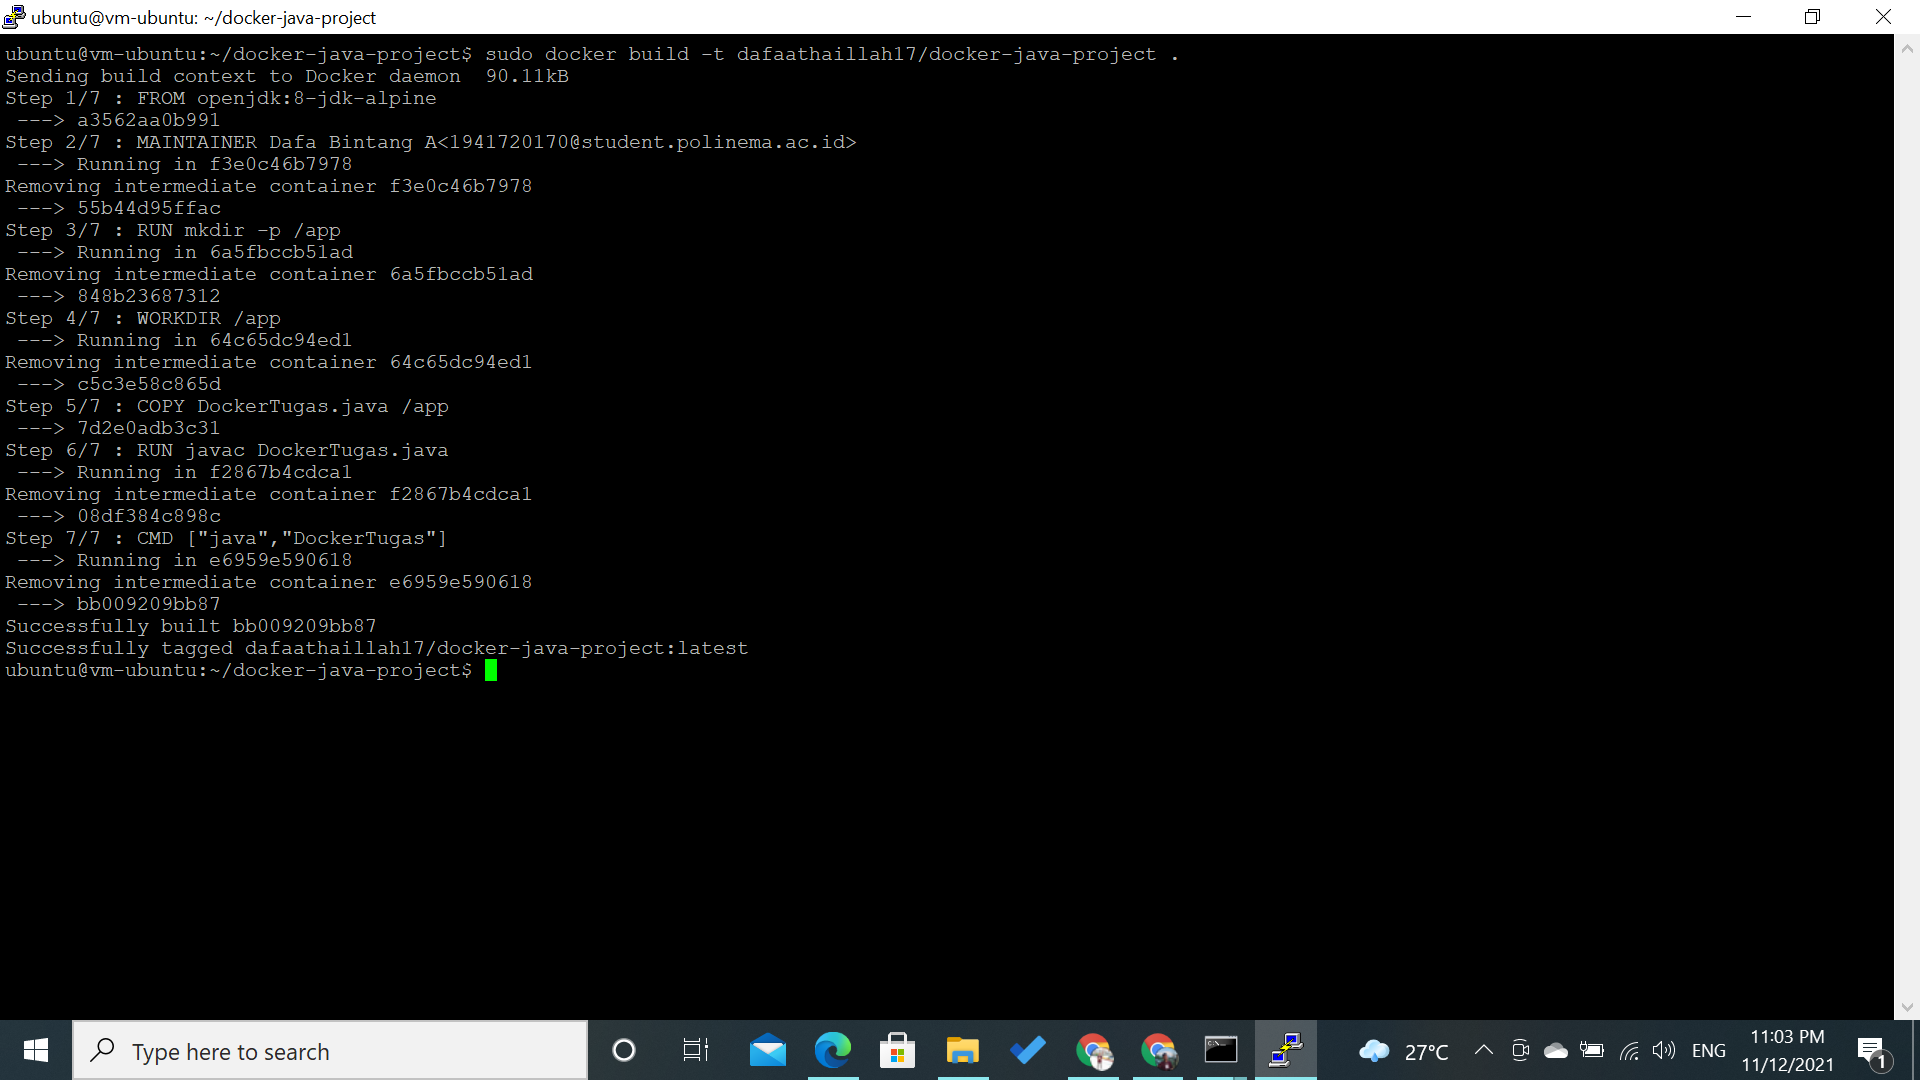 ubuntu@vm-ubuntu: ~/docker-java-project
ubuntu@vm-ubuntu:~/docker-java-project$ sudo docker build -t dafaathaillah17/docker-java-project .
Sending build context to Docker daemon  90.11kB
Step 1/7 : FROM openjdk:8-jdk-alpine
 ---> a3562aa0b991
Step 2/7 : MAINTAINER Dafa Bintang A<1941720170@student.polinema.ac.id>
 ---> Running in f3e0c46b7978
Removing intermediate container f3e0c46b7978
 ---> 55b44d95ffac
Step 3/7 : RUN mkdir -p /app
 ---> Running in 6a5fbccb51ad
Removing intermediate container 6a5fbccb51ad
 ---> 848b23687312
Step 4/7 : WORKDIR /app
 ---> Running in 64c65dc94ed1
Removing intermediate container 64c65dc94ed1
 ---> c5c3e58c865d
Step 5/7 : COPY DockerTugas.java /app
 ---> 7d2e0adb3c31
Step 6/7 : RUN javac DockerTugas.java
 ---> Running in f2867b4cdca1
Removing intermediate container f2867b4cdca1
 ---> 08df384c898c
Step 7/7 : CMD ["java","DockerTugas"]
 ---> Running in e6959e590618
Removing intermediate container e6959e590618
 ---> bb009209bb87
Successfully built bb009209bb87
Successfully tagged dafaathaillah17/docker-java-project:latest
ubuntu@vm-ubuntu:~/docker-java-project$
Type here to search
27°C
ENG
11:03 PM
11/12/2021
1